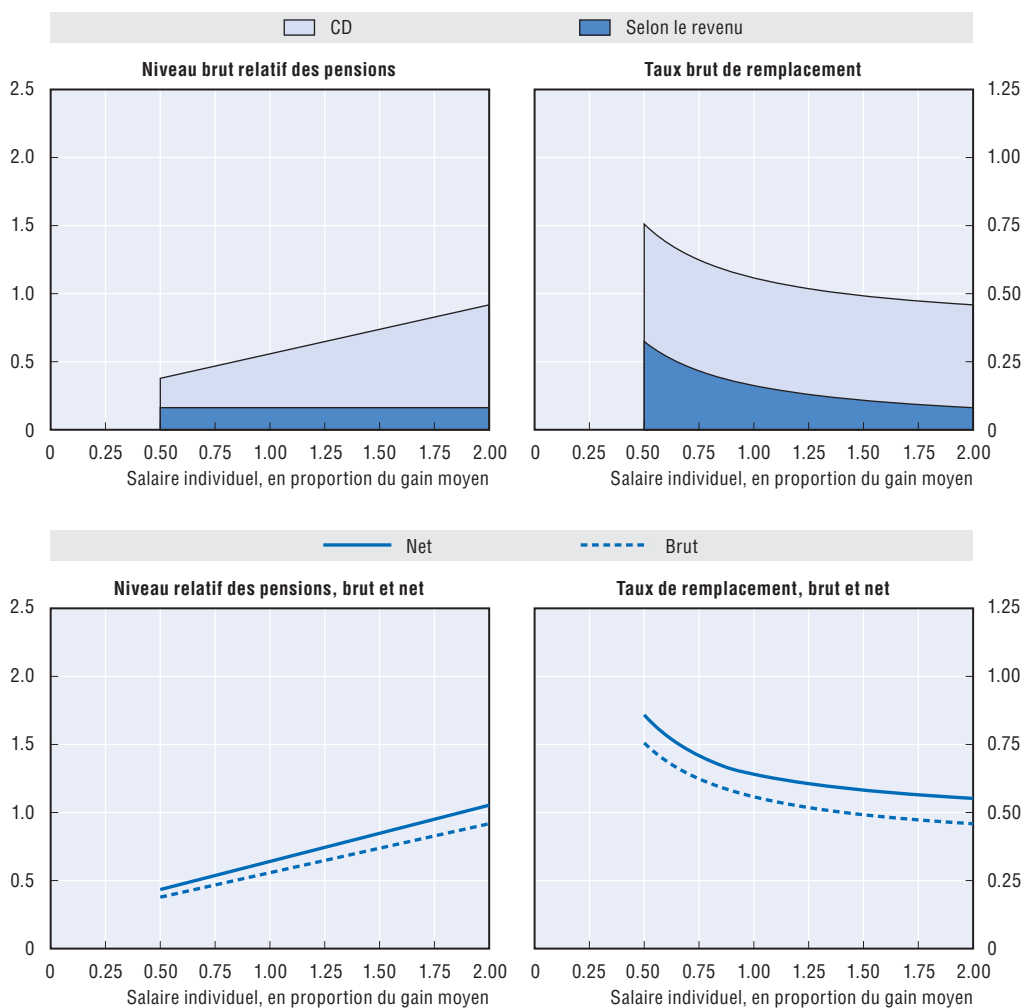 CD Selon le revenu
Niveau brut relatif des pensions
2.5
2.0
1.5
1.0
0.5
0
0 0.25 0.50 0.75 1.00 1.25 1.50 1.75 2.00
Salaire individuel, en proportion du gain moyen
Taux brut de remplacement
1.25
1.00
0.75
0.50
0.25
0
0 0.25 0.50 0.75 1.00 1.25 1.50 1.75 2.00
Salaire individuel, en proportion du gain moyen
Net Brut
Niveau relatif des pensions, brut et net
2.5
2.0
1.5
1.0
0.5
0
0 0.25 0.50 0.75 1.00 1.25 1.50 1.75 2.00
Salaire individuel, en proportion du gain moyen
Taux de remplacement, brut et net
1.25
1.00
0.75
0.50
0.25
0
0 0.25 0.50 0.75 1.00 1.25 1.50 1.75 2.00
Salaire individuel, en proportion du gain moyen